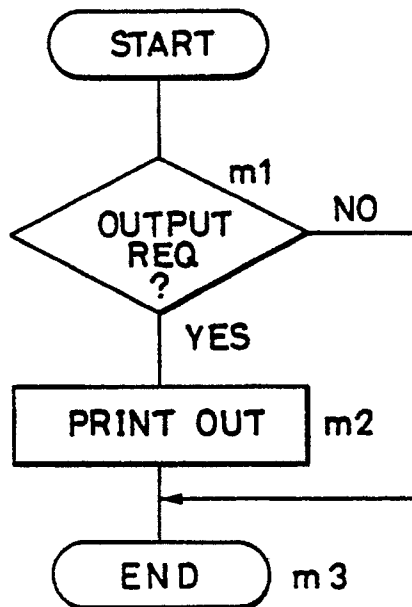 START
m1
OUTPUT
REQ
?
NO
YES
PRINT OUT
m2
END
m3